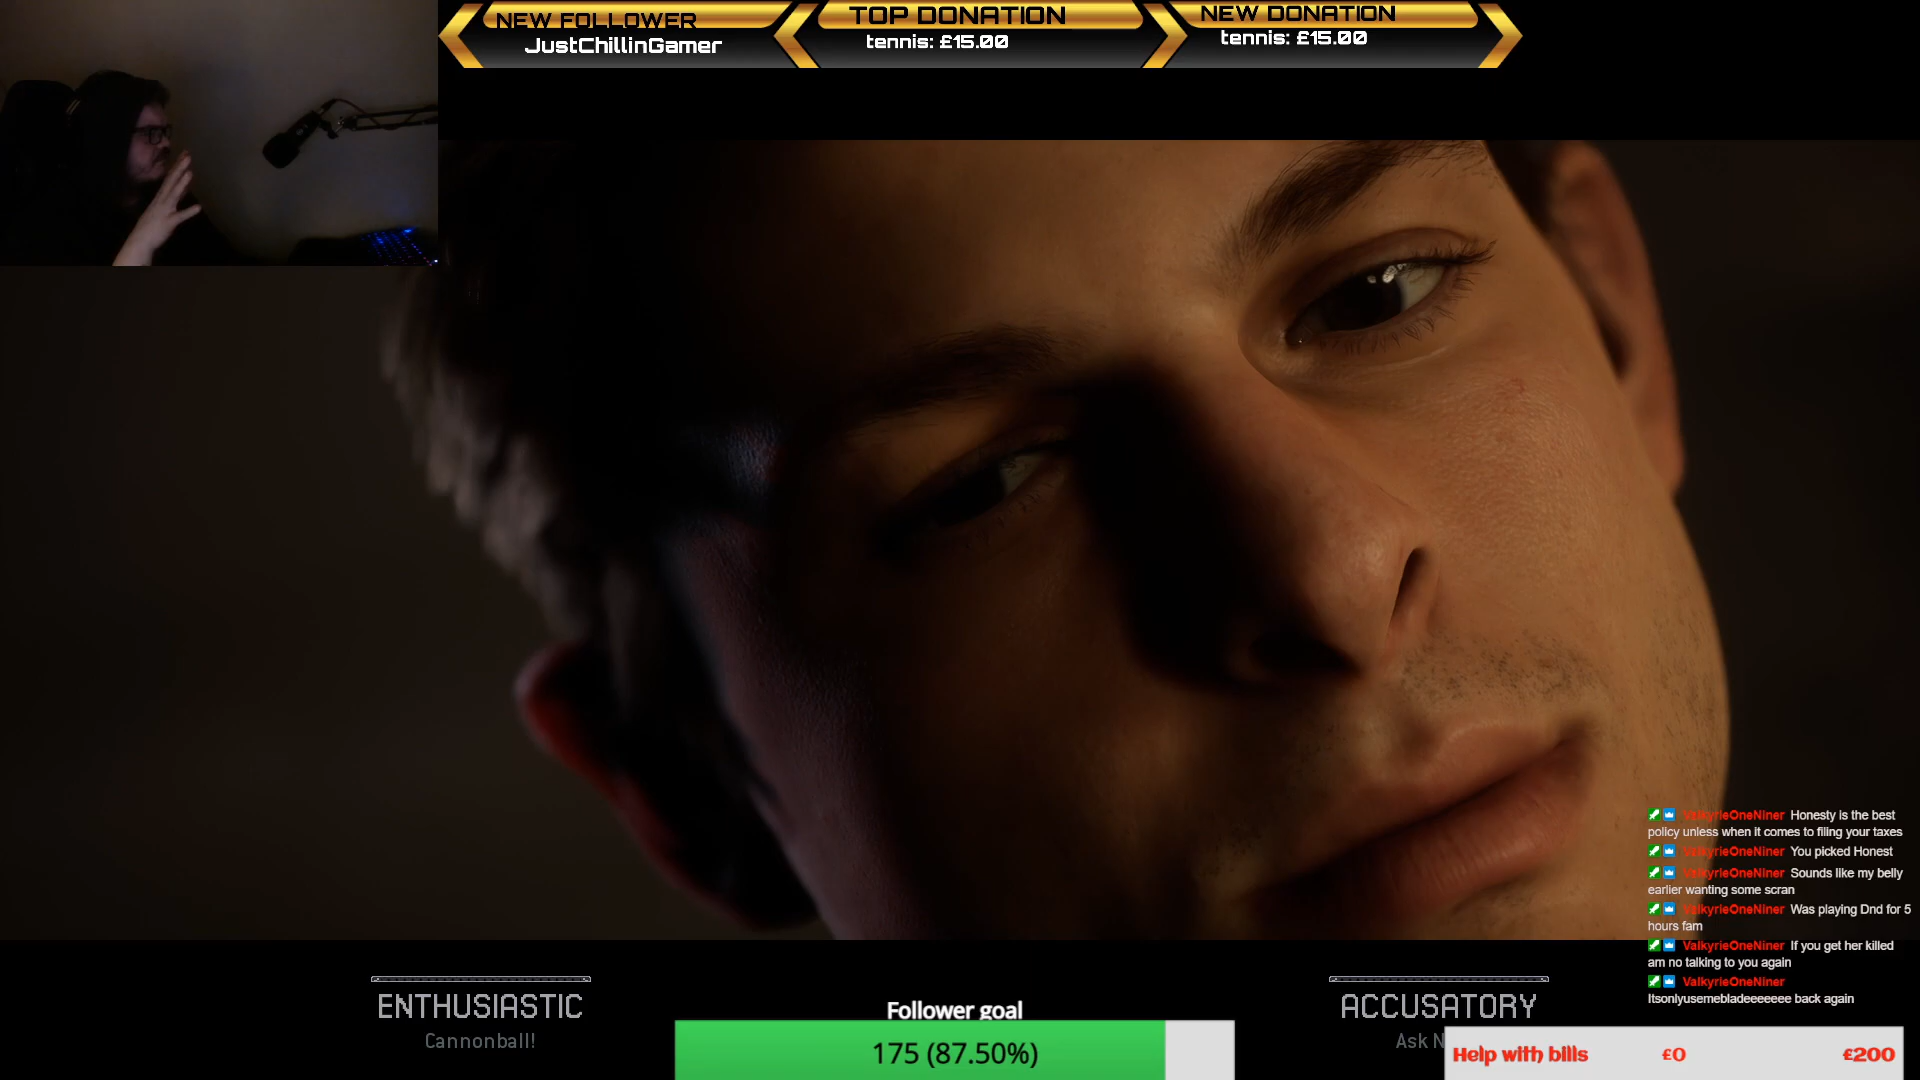 NEW FOLLOWER
JustChillinGamer
TOP DONATION
tennis: £15.00
NEW DONATION
tennis: £15.00
ValkyrieOneNiner Honesty is the best
policy unless when it comes to filing your taxes
ValkyrieOneNiner You picked Honest
ValkyrieOneNiner Sounds like my belly
earlier wanting some scran
ValkyrieOneNiner Was playing Dnd for 5
hours fam
ValkyrieOneNiner If you get her killed
am no talking to you again
ValkyrieOneNiner
Itsonlyusemebladeeeeeee back again
ENTHUSIASTIC
Cannonball!
Follower goal
175 (87.50%)
ACCUSATORY
Ask N
Help with bills £0 £200